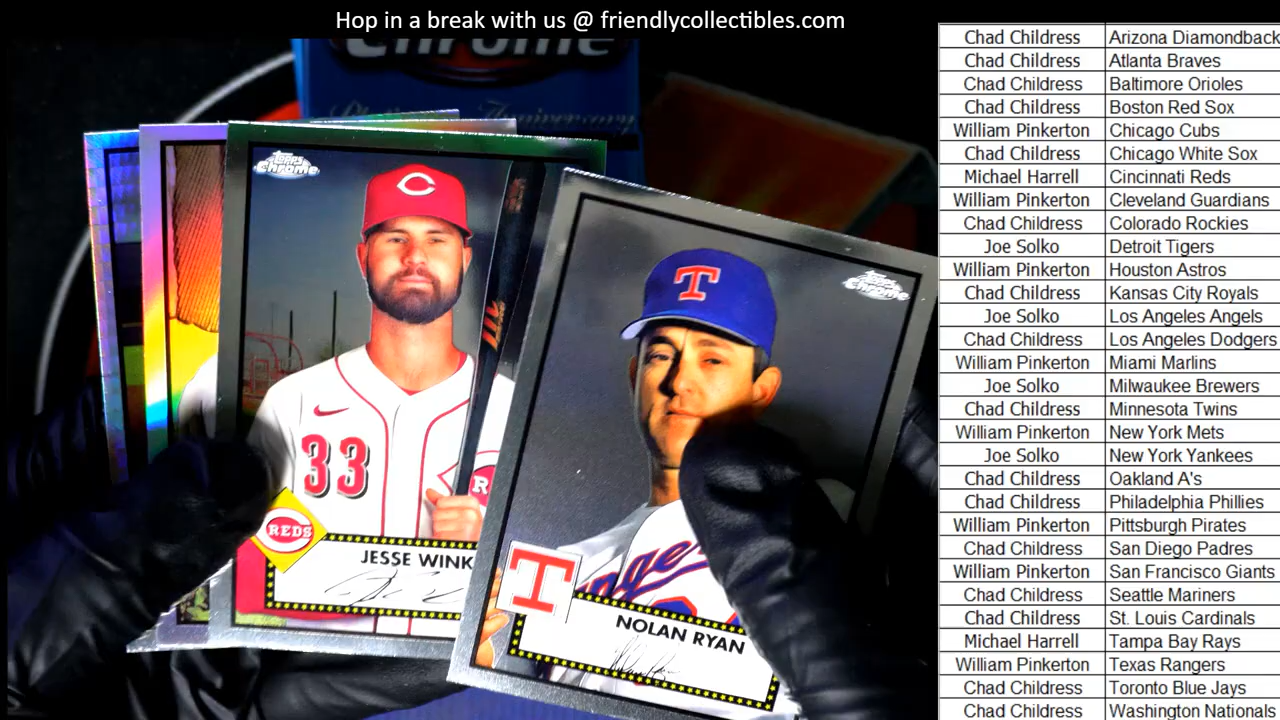 Hop in a break with us @ friendlycollectibles.com
Chrome
Anniversary
Topps
Chrome
C
33
R
REDS
JESSE WINK
Topps
Chrome
T
T
NOLAN RYAN
Chad Childress Arizona Diamondback
Chad Childress Atlanta Braves
Chad Childress Baltimore Orioles
Chad Childress Boston Red Sox
William Pinkerton Chicago Cubs
Chad Childress Chicago White Sox
Michael Harrell Cincinnati Reds
William Pinkerton Cleveland Guardians
Chad Childress Colorado Rockies
Joe Solko Detroit Tigers
William Pinkerton Houston Astros
Chad Childress Kansas City Royals
Joe Solko Los Angeles Angels
Chad Childress Los Angeles Dodgers
William Pinkerton Miami Marlins
Joe Solko Milwaukee Brewers
Chad Childress Minnesota Twins
William Pinkerton New York Mets
Joe Solko New York Yankees
Chad Childress Oakland A's
Chad Childress Philadelphia Phillies
William Pinkerton Pittsburgh Pirates
Chad Childress San Diego Padres
William Pinkerton San Francisco Giants
Chad Childress Seattle Mariners
Chad Childress St. Louis Cardinals
Michael Harrell Tampa Bay Rays
William Pinkerton Texas Rangers
Chad Childress Toronto Blue Jays
Chad Childress Washington Nationals